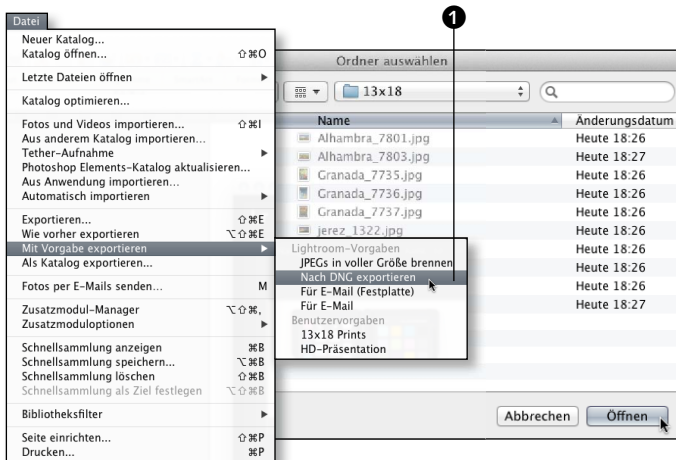 1
Datei
Neuer Katalog...
Katalog öffnen... ⇧⌘O
Letzte Dateien öffnen ▶
Katalog optimieren...
Fotos und Videos importieren... ⇧⌘I
Aus anderem Katalog importieren...
Tether-Aufnahme ▶
Photoshop Elements-Katalog aktualisieren...
Aus Anwendung importieren...
Automatisch importieren ▶
Exportieren... ⇧⌘E
Wie vorher exportieren ⌥⇧⌘E
Mit Vorgabe exportieren ▶
Als Katalog exportieren...
Fotos per E-Mails senden... M
Zusatzmodul-Manager ⌥⇧⌘,
Zusatzmoduloptionen ▶
Schnellsammlung anzeigen ⌘B
Schnellsammlung speichern... ⌥⌘B
Schnellsammlung löschen ⇧⌘B
Schnellsammlung als Ziel festlegen ⌥⇧⌘B
Bibliotheksfilter ▶
Seite einrichten... ⇧⌘P
Drucken... ⌘P
Lightroom-Vorgaben
JPEGs in voller Größe brennen
Nach DNG exportieren
Für E-Mail (Festplatte)
Für E-Mail
Benutzervorgaben
13x18 Prints
HD-Präsentation
Ordner auswählen
13x18
Name Änderungsdatum
Alhambra_7801.jpg Heute 18:26
Alhambra_7803.jpg Heute 18:27
Granada_7735.jpg Heute 18:26
Granada_7736.jpg Heute 18:26
Granada_7737.jpg Heute 18:26
jerez_1322.jpg Heute 18:26
Heute 18:26
Heute 18:26
Heute 18:26
Heute 18:27
Abbrechen Öffnen